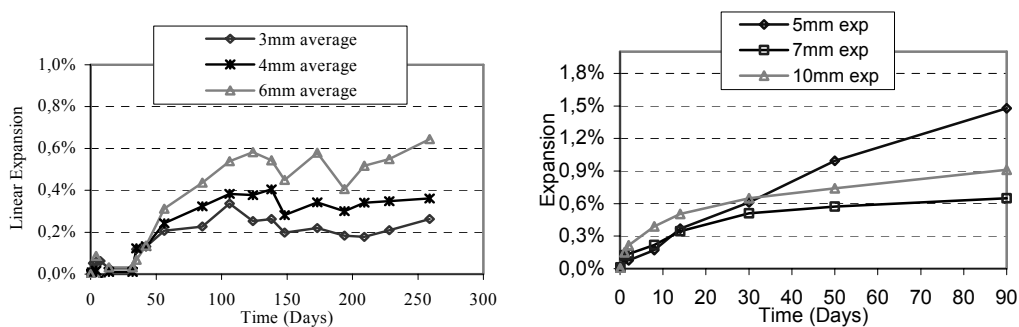 3mm average
4mm average
6mm average
1,0%
0,8%
0,6%
0,4%
0,2%
0,0%
Linear Expansion
0 50 100 150 200 250 300
Time (Days)
5mm exp
7mm exp
10mm exp
1,8%
1,5%
1,2%
0,9%
0,6%
0,3%
0,0%
Expansion
0 10 20 30 40 50 60 70 80 90
Time (Days)